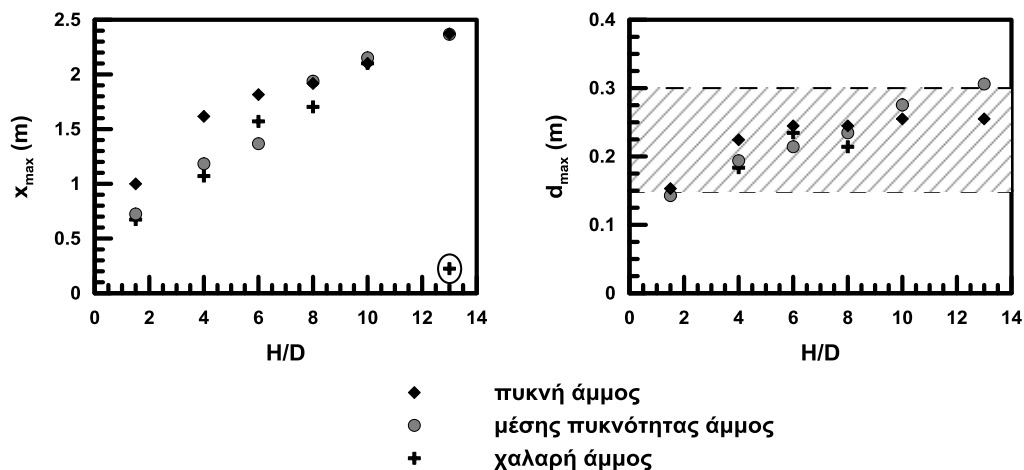 2.5
2
1.5
1
0.5
0
x_max (m)
0 2 4 6 8 10 12 14
H/D
0.4
0.3
0.2
0.1
0
d_max (m)
0 2 4 6 8 10 12 14
H/D
πυκνή άμμος
μέσης πυκνότητας άμμος
χαλαρή άμμος